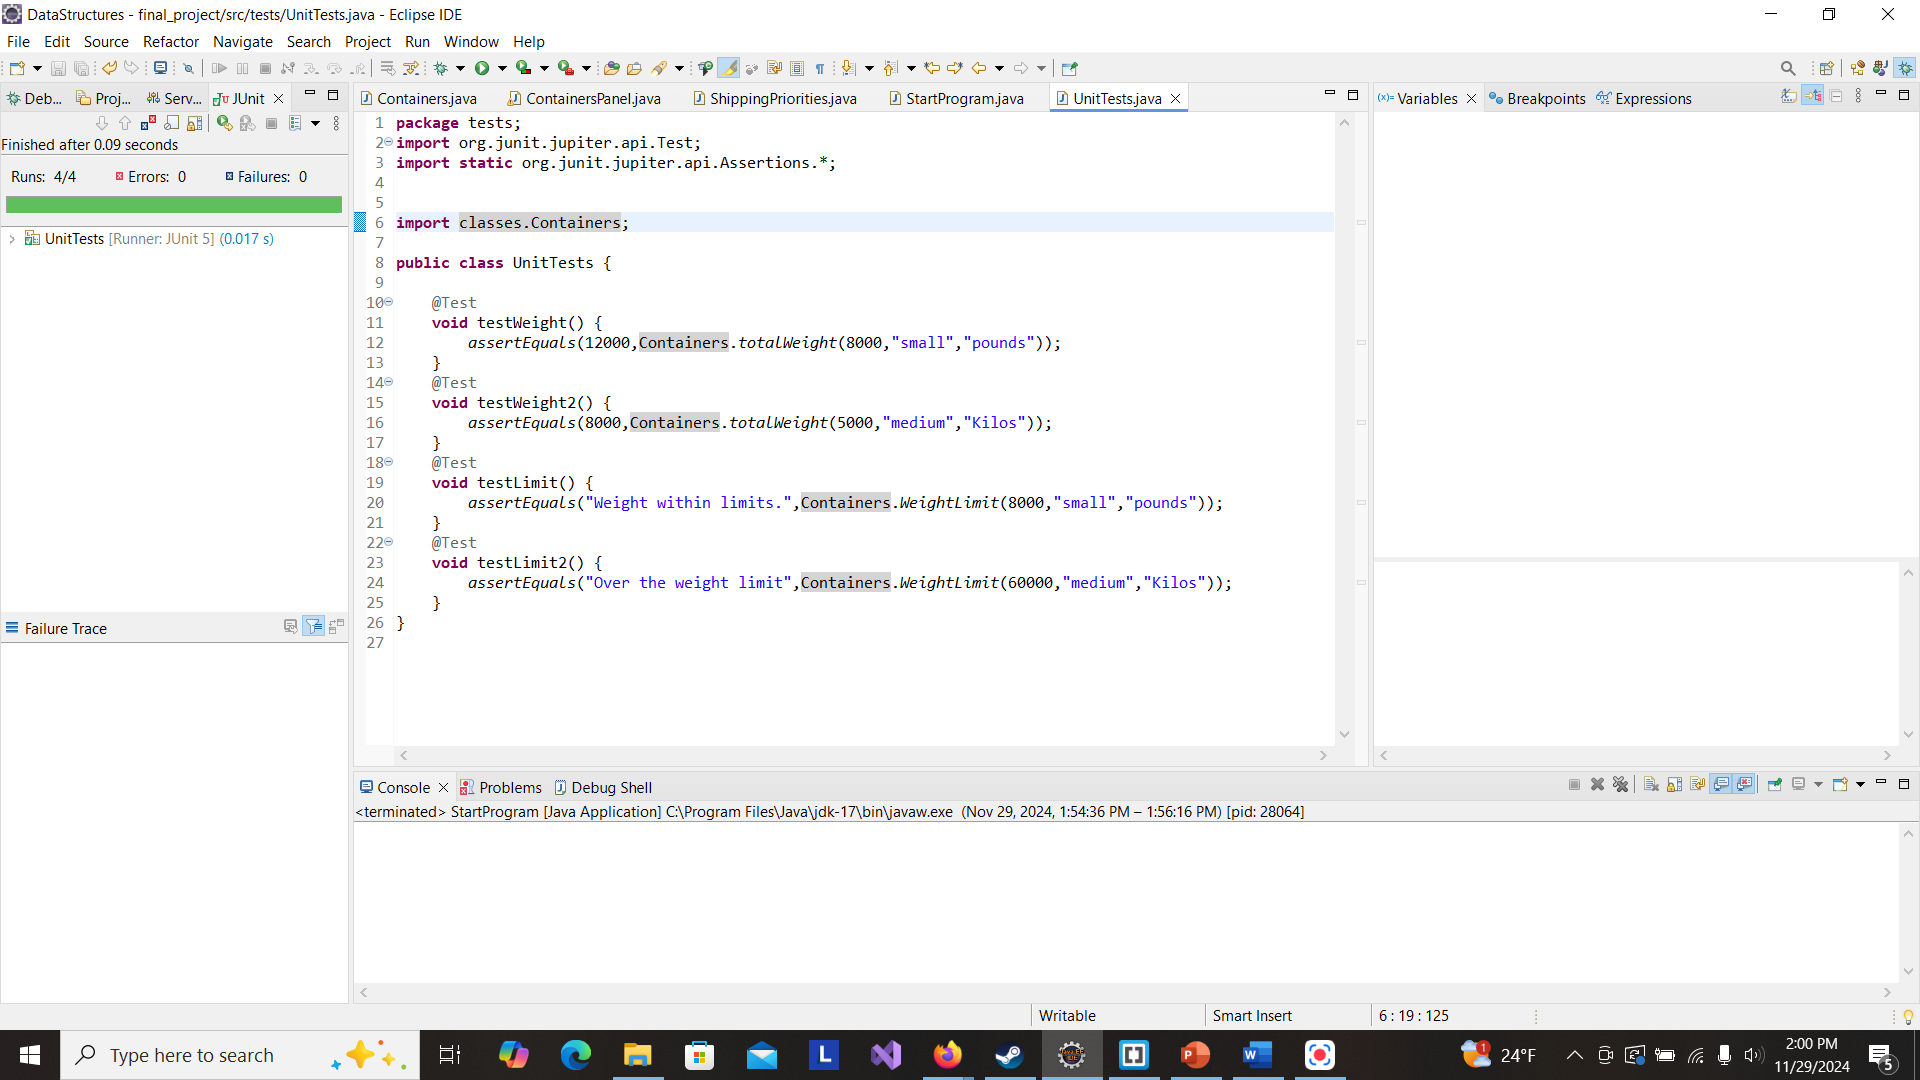 DataStructures - final_project/src/tests/UnitTests.java - Eclipse IDE
File Edit Source Refactor Navigate Search Project Run Window Help
Deb... Proj... Serv... JUnit
Finished after 0.09 seconds
Runs: 4/4 Errors: 0 Failures: 0
UnitTests [Runner: JUnit 5] (0.017 s)
Failure Trace
Containers.java ContainersPanel.java ShippingPriorities.java StartProgram.java UnitTests.java
1 package tests;
2 import org.junit.jupiter.api.Test;
3 import static org.junit.jupiter.api.Assertions.*;
4
5
6 import classes.Containers;
7
8 public class UnitTests {
9
10 @Test
11 void testWeight() {
12 assertEquals(12000,Containers.totalWeight(8000,"small","pounds"));
13 }
14 @Test
15 void testWeight2() {
16 assertEquals(8000,Containers.totalWeight(5000,"medium","Kilos"));
17 }
18 @Test
19 void testLimit() {
20 assertEquals("Weight within limits.",Containers.WeightLimit(8000,"small","pounds"));
21 }
22 @Test
23 void testLimit2() {
24 assertEquals("Over the weight limit",Containers.WeightLimit(60000,"medium","Kilos"));
25 }
26 }
27
(x)= Variables Breakpoints Expressions
Console Problems Debug Shell
<terminated> StartProgram [Java Application] C:\Program Files\Java\jdk-17\bin\javaw.exe (Nov 29, 2024, 1:54:36 PM – 1:56:16 PM) [pid: 28064]
Writable Smart Insert 6 : 19 : 125
Type here to search
24°F
2:00 PM
11/29/2024
5